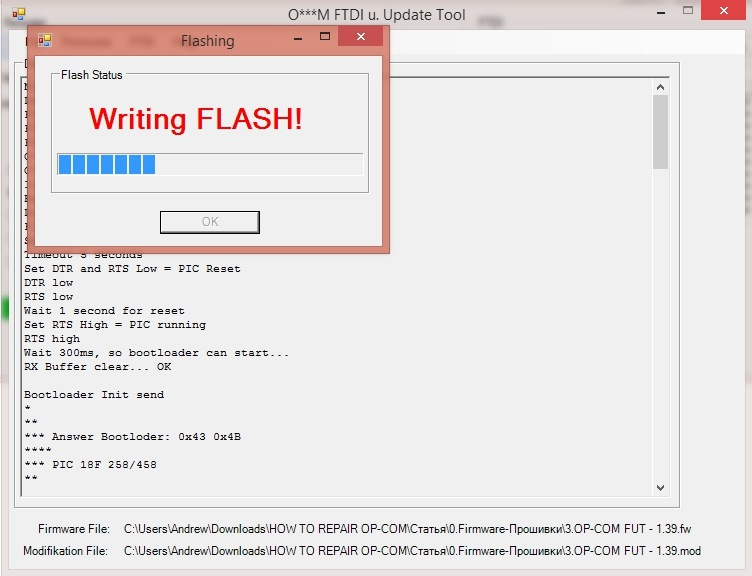 O***M FTDI u. Update Tool
Flashing
Flash Status
Writing FLASH!
OK
Timeout 5 seconds
Set DTR and RTS Low = PIC Reset
DTR low
RTS low
Wait 1 second for reset
Set RTS High = PIC running
RTS high
Wait 300ms, so bootloader can start...
RX Buffer clear... OK
Bootloader Init send
*
**
*** Answer Bootloder: 0x43 0x4B
****
*** PIC 18F 258/458
**
Firmware File: C:\Users\Andrew\Downloads\HOW TO REPAIR OP-COM\Статья\0.Firmware-Прошивки\3.OP-COM FUT - 1.39.fw
Modifikation File: C:\Users\Andrew\Downloads\HOW TO REPAIR OP-COM\Статья\0.Firmware-Прошивки\3.OP-COM FUT - 1.39.mod